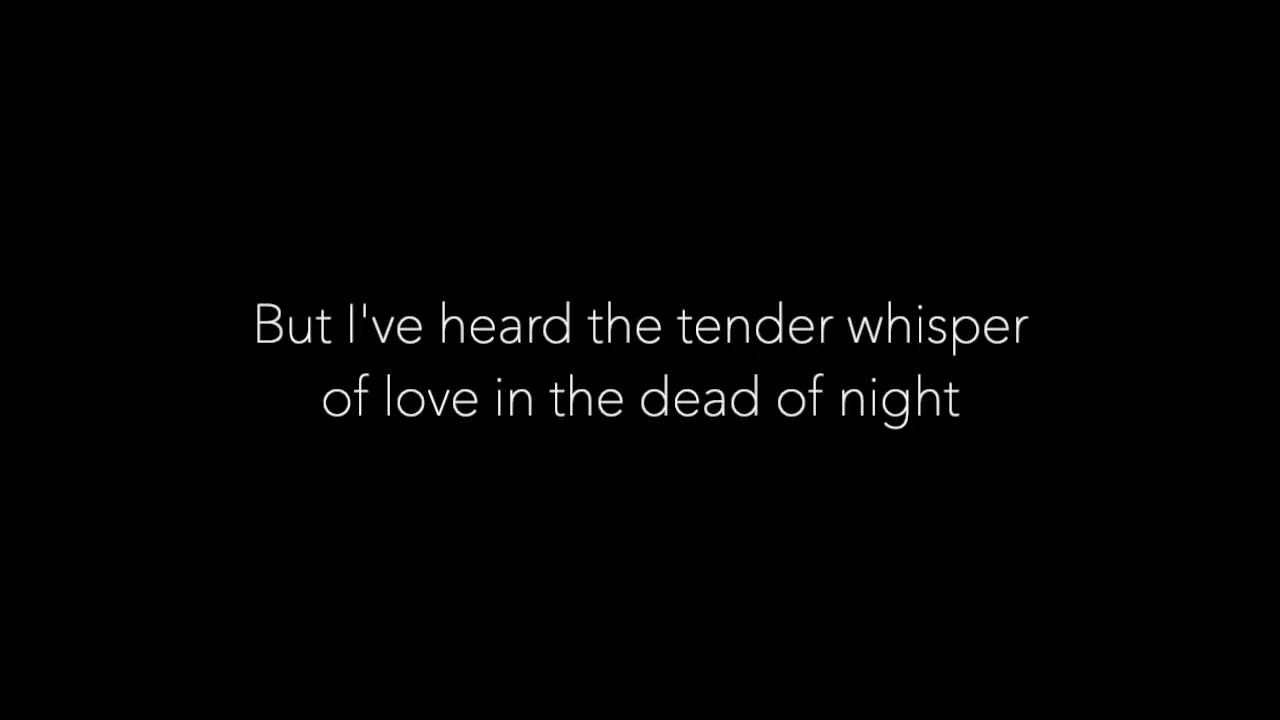 But I've heard the tender whisper
of love in the dead of night